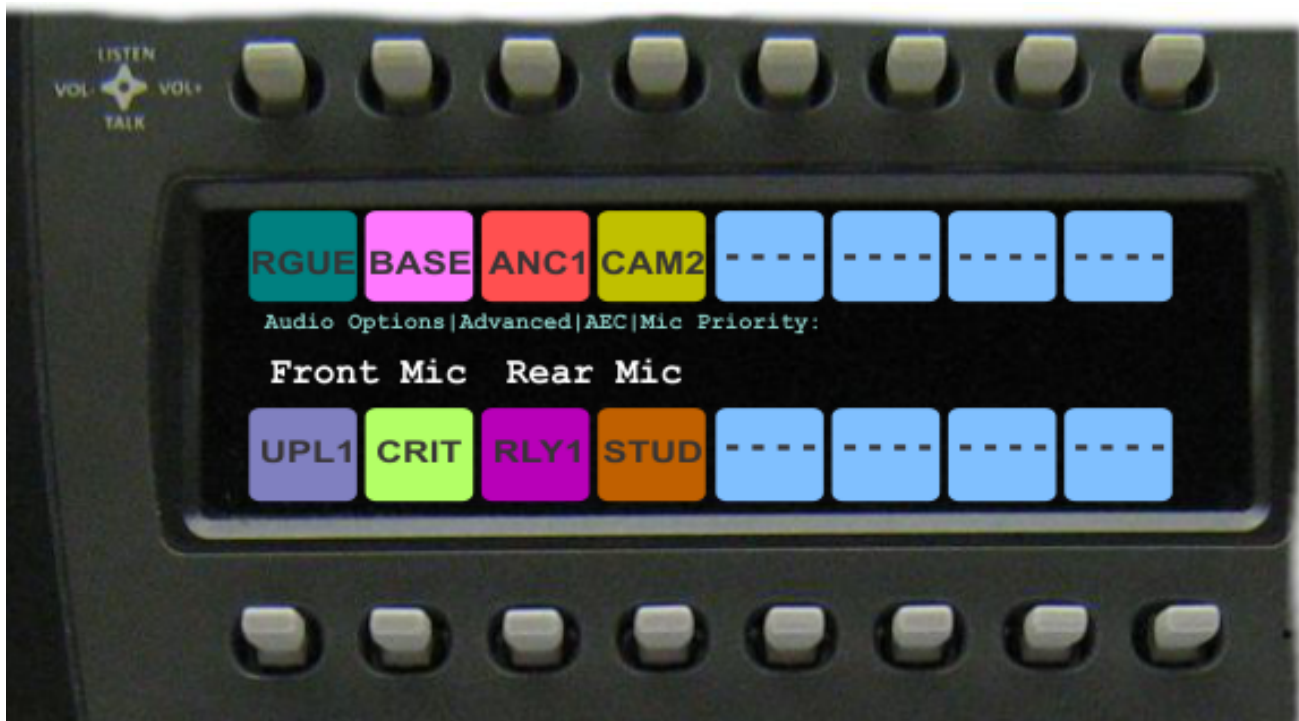 LISTEN
VOL- VOL+
TALK
RGUE BASE ANC1 CAM2 ---- ---- ---- ----
Audio Options|Advanced|AEC|Mic Priority:
Front Mic Rear Mic
UPL1 CRIT RLY1 STUD ---- ---- ---- ----